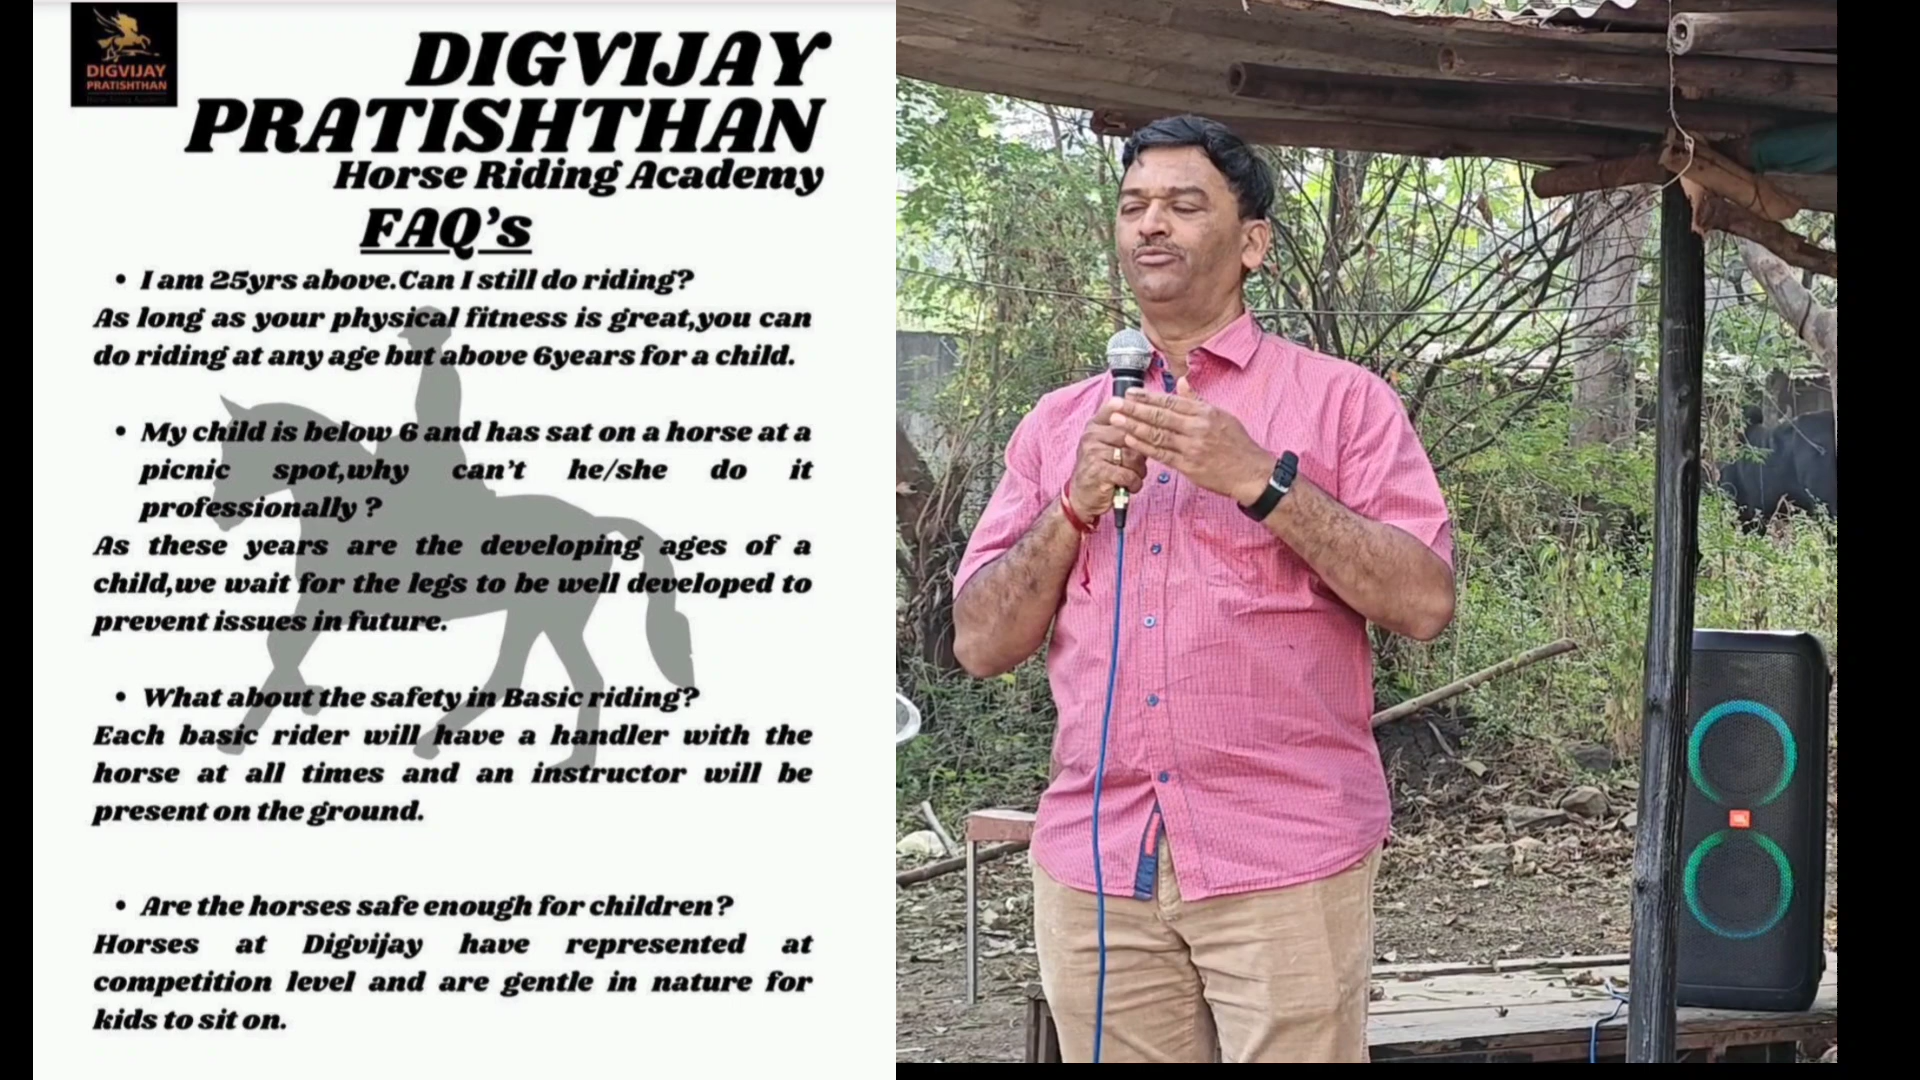 DIGVIJAY
PRATISHTHAN
DIGVIJAY
PRATISHTHAN
Horse Riding Academy
FAQ's
• I am 25yrs above.Can I still do riding?
As long as your physical fitness is great,you can
do riding at any age but above 6years for a child.
• My child is below 6 and has sat on a horse at a
picnic spot,why can't he/she do it
professionally ?
As these years are the developing ages of a
child,we wait for the legs to be well developed to
prevent issues in future.
• What about the safety in Basic riding?
Each basic rider will have a handler with the
horse at all times and an instructor will be
present on the ground.
• Are the horses safe enough for children?
Horses at Digvijay have represented at
competition level and are gentle in nature for
kids to sit on.
JBL